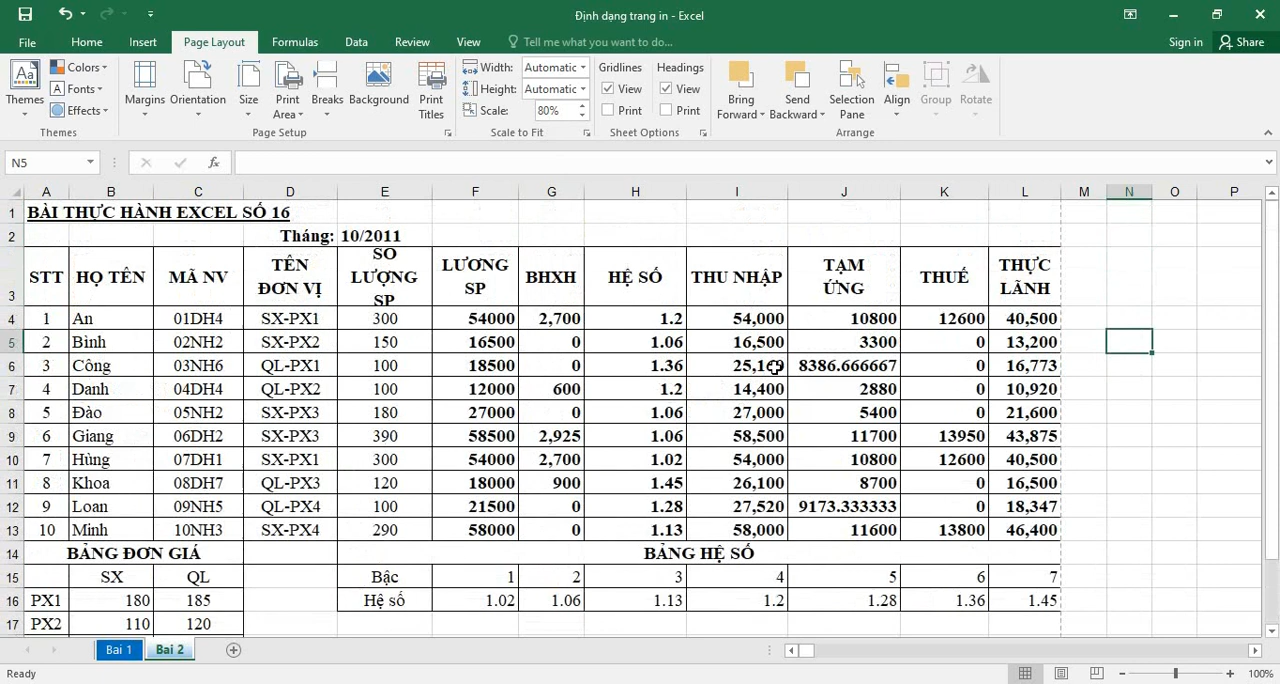 Định dạng trang in - Excel
File Home Insert Page Layout Formulas Data Review View Tell me what you want to do... Sign in Share
Themes Colors Fonts Effects Margins Orientation Size Print Area Breaks Background Print Titles Width: Automatic Height: Automatic Scale: 80% Gridlines View Print Headings View Print Bring Forward Send Backward Selection Pane Align Group Rotate
Themes Page Setup Scale to Fit Sheet Options Arrange
N5 fx
A B C D E F G H I J K L M N O P
1 BÀI THỰC HÀNH EXCEL SỐ 16
2 Tháng: 10/2011
3 STT HỌ TÊN MÃ NV TÊN ĐƠN VỊ SỐ LƯỢNG SP LƯƠNG SP BHXH HỆ SỐ THU NHẬP TẠM ỨNG THUẾ THỰC LÃNH
4 1 An 01DH4 SX-PX1 300 54000 2,700 1.2 54,000 10800 12600 40,500
5 2 Bình 02NH2 SX-PX2 150 16500 0 1.06 16,500 3300 0 13,200
6 3 Công 03NH6 QL-PX1 100 18500 0 1.36 8386.666667 0 16,773
7 4 Danh 04DH4 QL-PX2 100 12000 600 1.2 14,400 2880 0 10,920
8 5 Đào 05NH2 SX-PX3 180 27000 0 1.06 27,000 5400 0 21,600
9 6 Giang 06DH2 SX-PX3 390 58500 2,925 1.06 58,500 11700 13950 43,875
10 7 Hùng 07DH1 SX-PX1 300 54000 2,700 1.02 54,000 10800 12600 40,500
11 8 Khoa 08DH7 QL-PX3 120 18000 900 1.45 26,100 8700 0 16,500
12 9 Loan 09NH5 QL-PX4 100 21500 0 1.28 27,520 9173.333333 0 18,347
13 10 Minh 10NH3 SX-PX4 290 58000 0 1.13 58,000 11600 13800 46,400
14 BẢNG ĐƠN GIÁ BẢNG HỆ SỐ
15 SX QL Bậc 1 2 3 4 5 6 7
16 PX1 180 185 Hệ số 1.02 1.06 1.13 1.2 1.28 1.36 1.45
17 PX2 110 120
Bai 1 Bai 2
Ready 100%